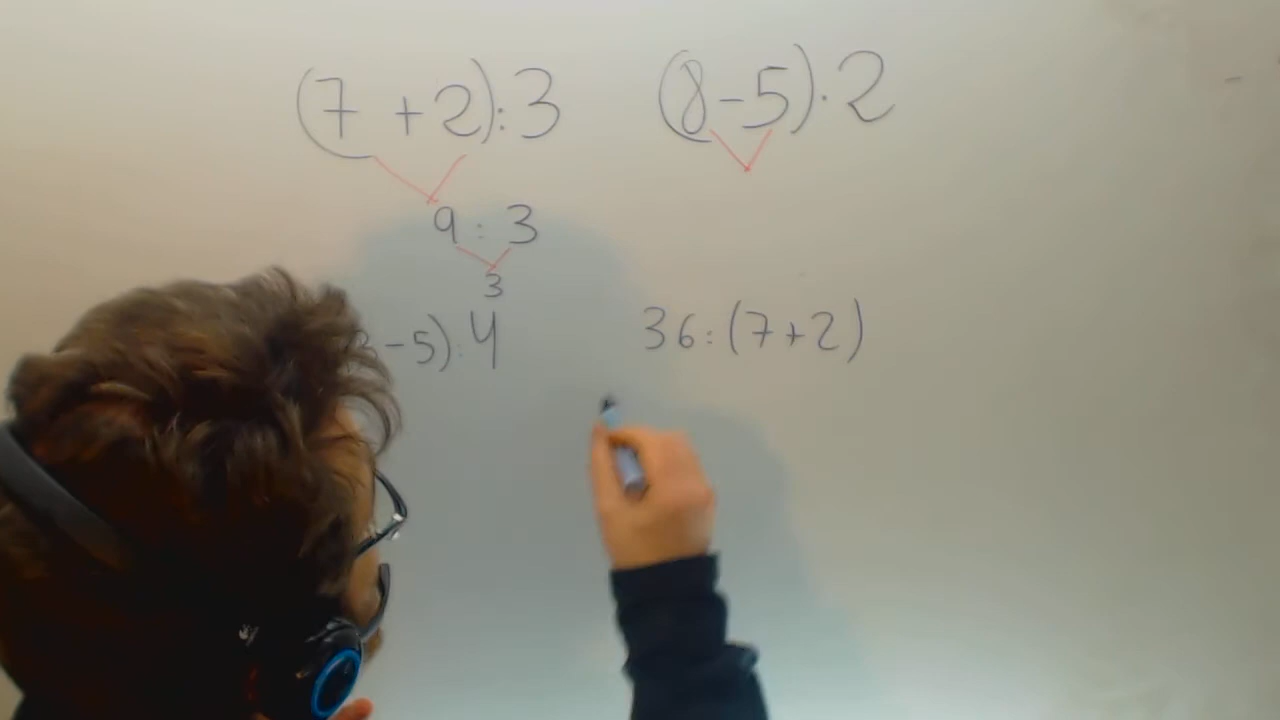 (7 + 2) : 3
(8 - 5) · 2
9 : 3
3
- 5) : 4
36 : (7 + 2)